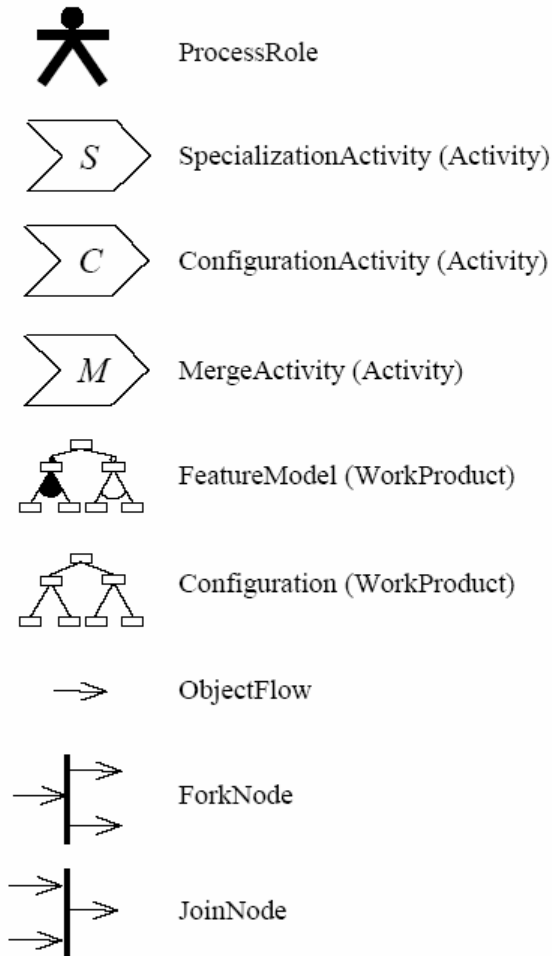 ProcessRole
S SpecializationActivity (Activity)
C ConfigurationActivity (Activity)
M MergeActivity (Activity)
FeatureModel (WorkProduct)
Configuration (WorkProduct)
ObjectFlow
ForkNode
JoinNode